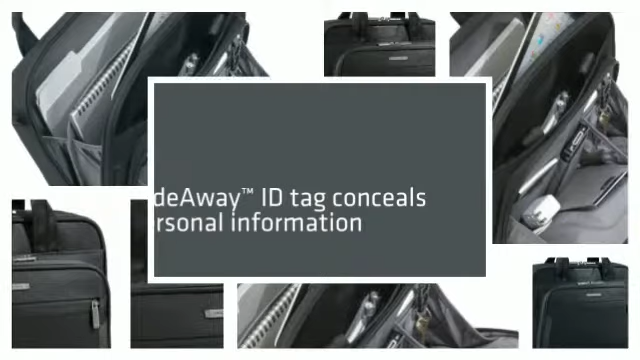 deAway™ ID tag conceals
rsonal information